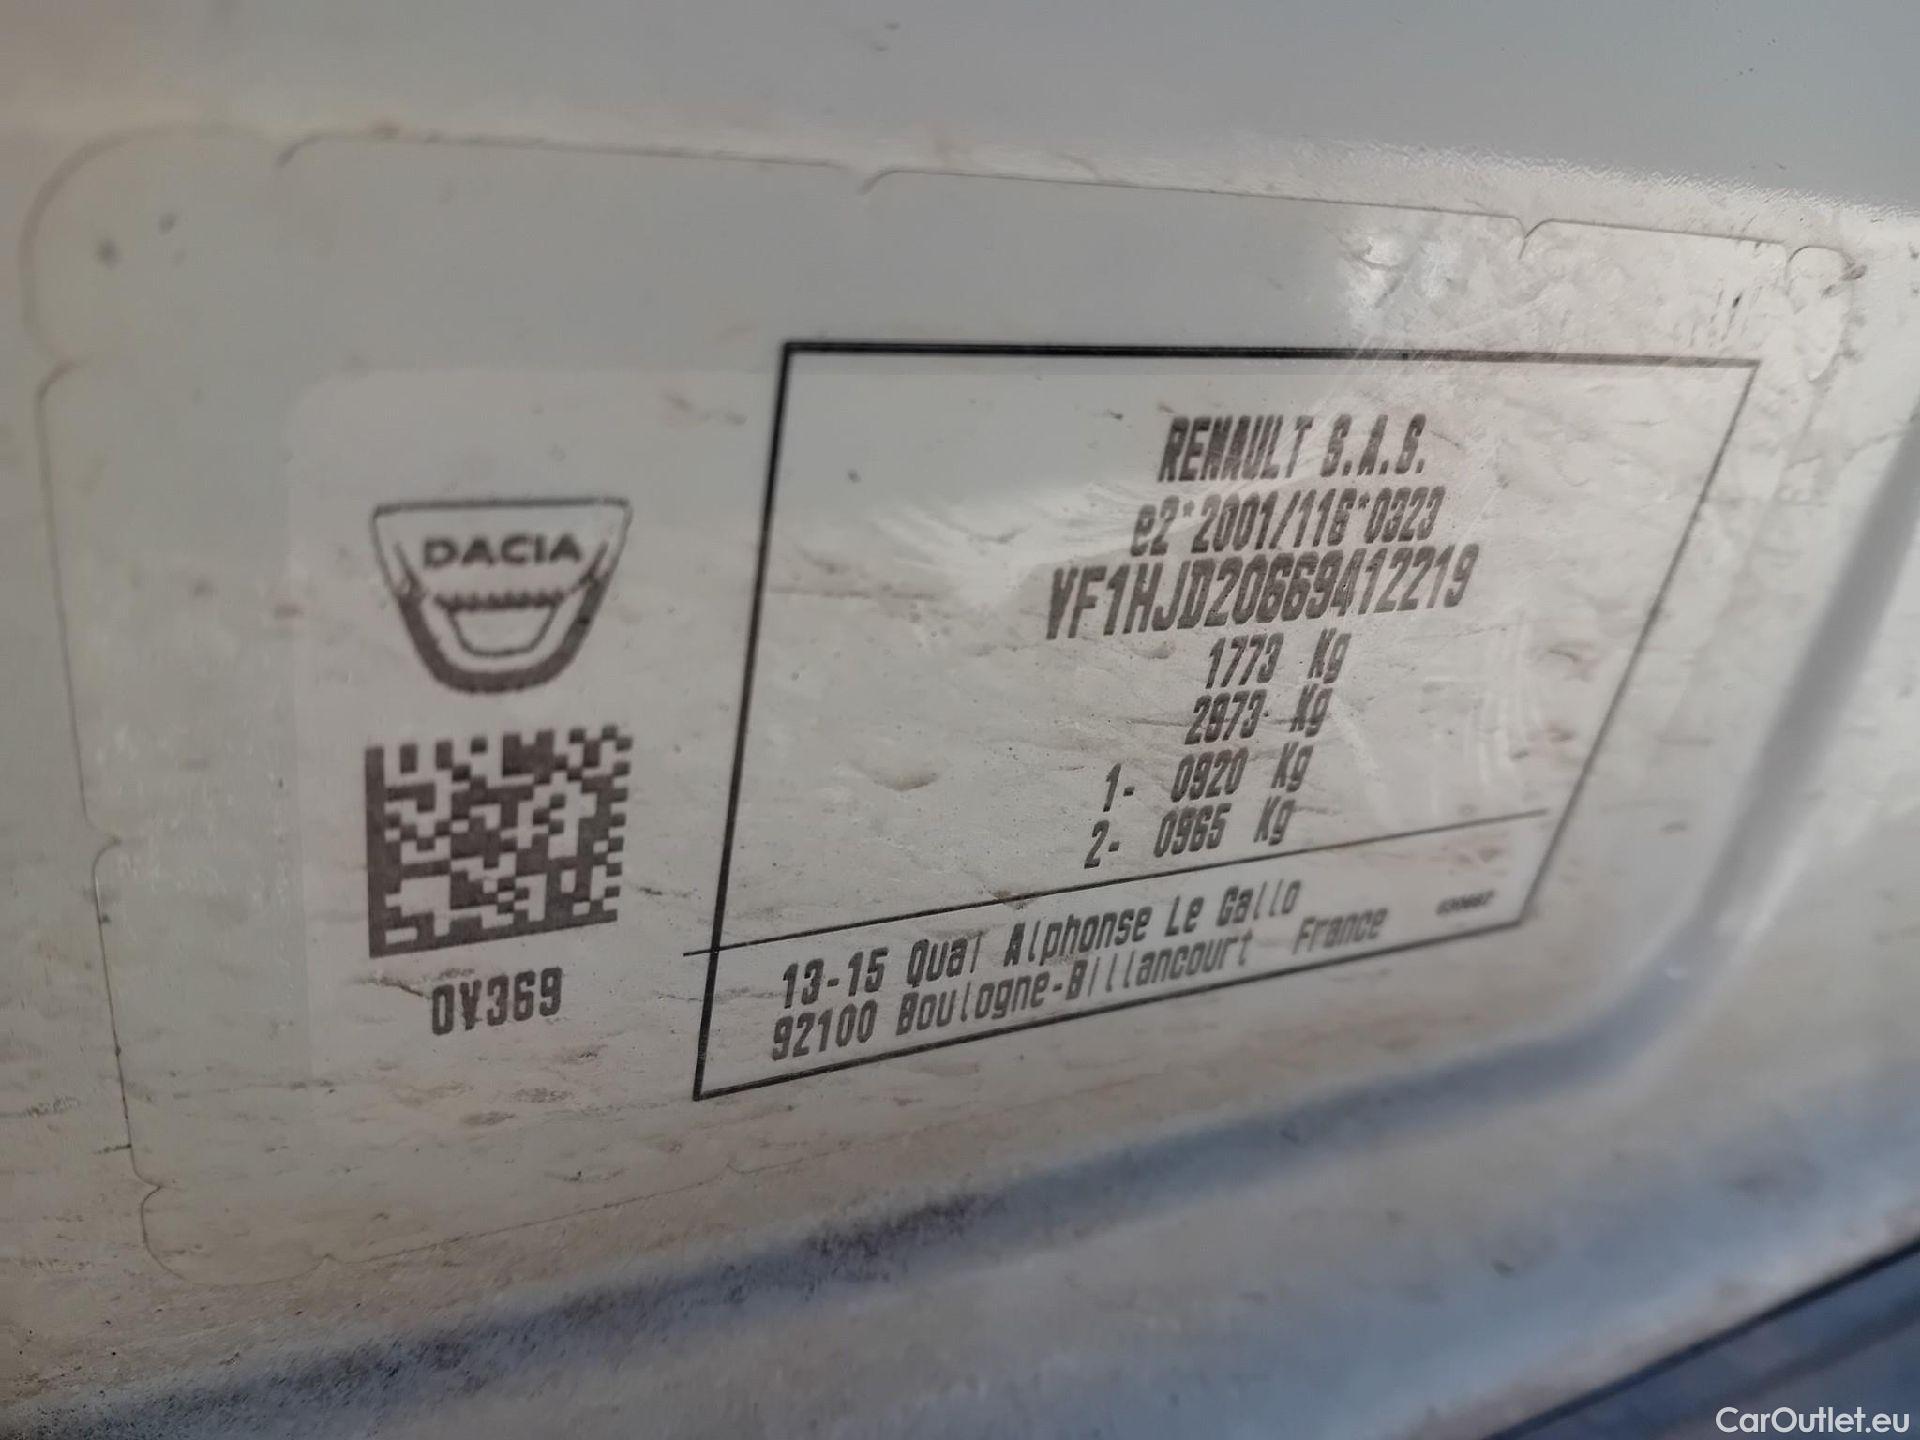 DACIA
RENAULT S.A.S.
e2*2001/116*0323
VF1HJD20669412219
1773 Kg
2973 Kg
1- 0920 Kg
2- 0965 Kg
13-15 Quai Alphonse Le Gallo
92100 Boulogne-Billancourt France
0V369
CarOutlet.eu